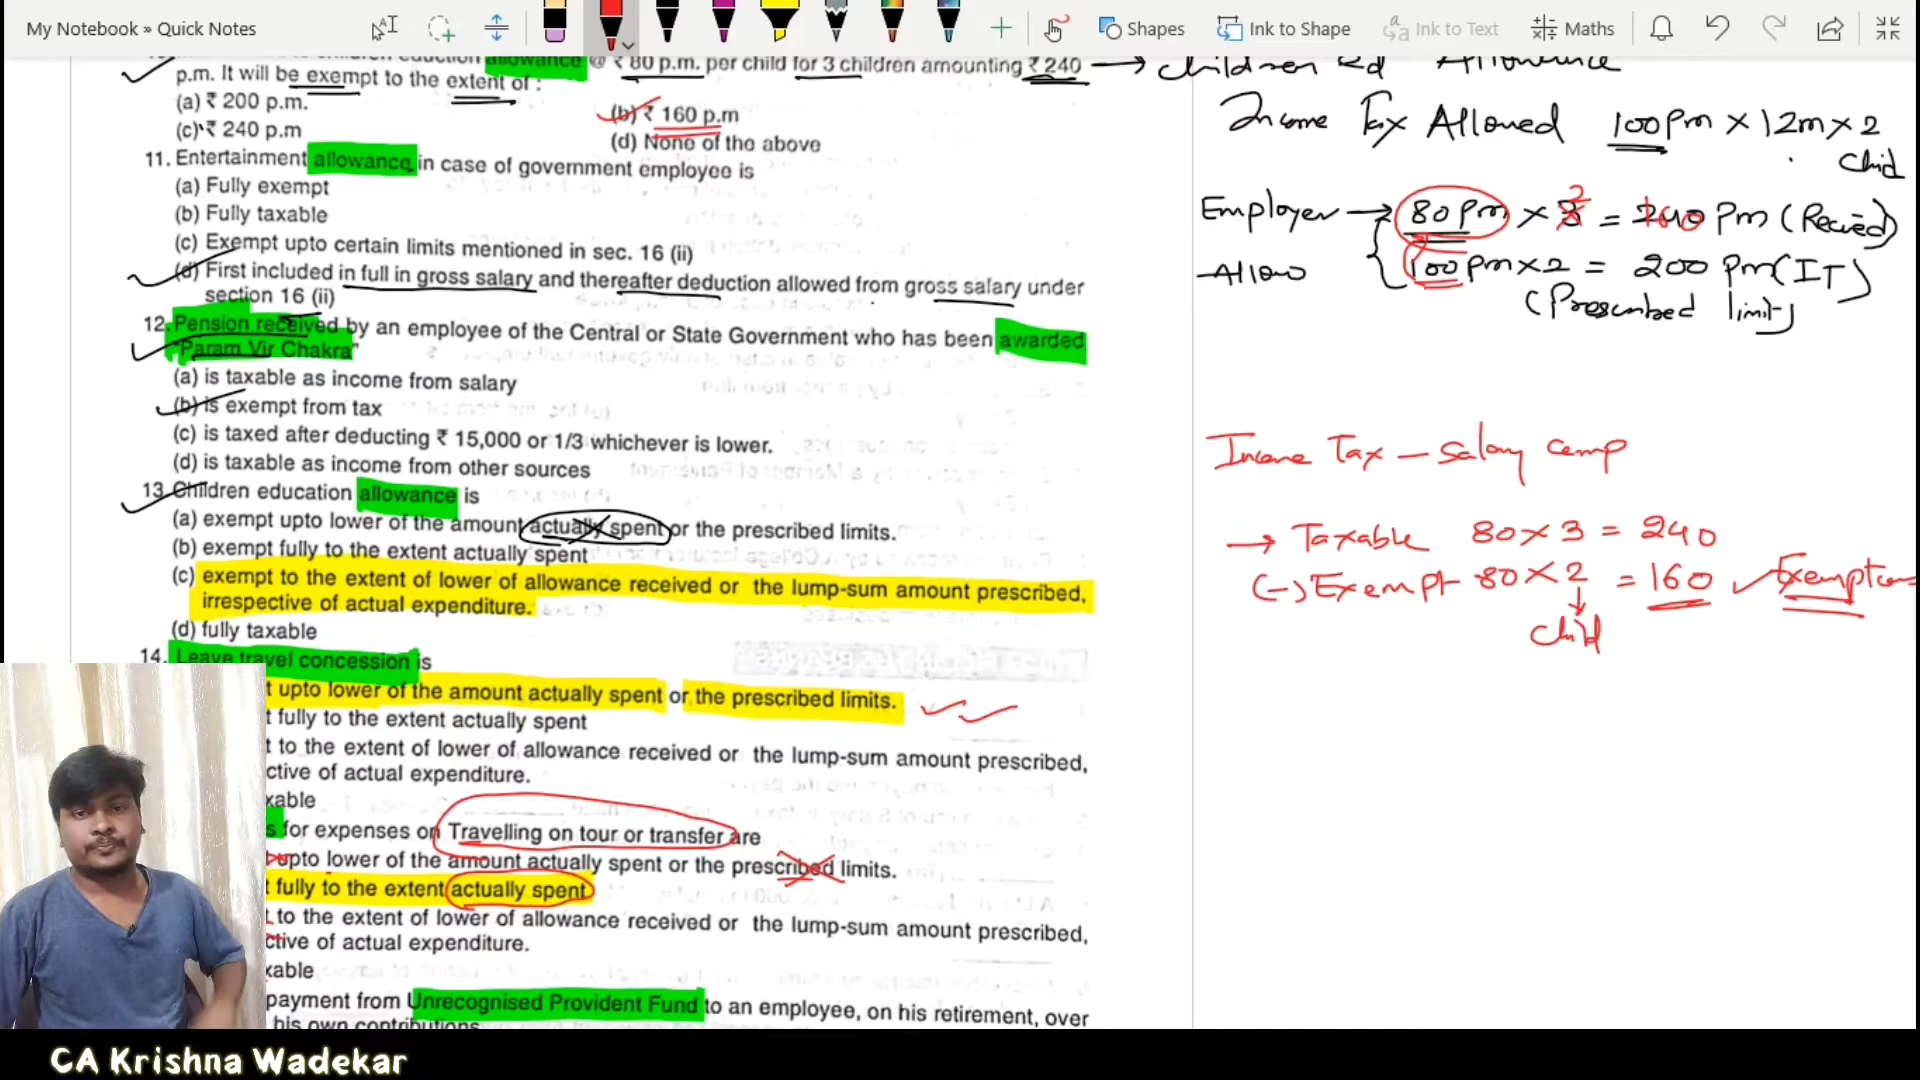 My Notebook » Quick Notes
Shapes
Ink to Shape
Ink to Text
Maths
allowance @ ₹ 80 p.m. per child for 3 children amounting ₹ 240
p.m. It will be exempt to the extent of :
(a) ₹ 200 p.m.
(b) ₹ 160 p.m
(c) ₹ 240 p.m
(d) None of the above
11. Entertainment allowance in case of government employee is
(a) Fully exempt
(b) Fully taxable
(c) Exempt upto certain limits mentioned in sec. 16 (ii)
(d) First included in full in gross salary and thereafter deduction allowed from gross salary under
section 16 (ii)
12. Pension received by an employee of the Central or State Government who has been awarded
"Param Vir Chakra"
(a) is taxable as income from salary
(b) is exempt from tax
(c) is taxed after deducting ₹ 15,000 or 1/3 whichever is lower.
(d) is taxable as income from other sources
13. Children education allowance is
(a) exempt upto lower of the amount actually spent or the prescribed limits.
(b) exempt fully to the extent actually spent
(c) exempt to the extent of lower of allowance received or the lump-sum amount prescribed,
irrespective of actual expenditure.
(d) fully taxable
14. Leave travel concession is
t upto lower of the amount actually spent or the prescribed limits.
t fully to the extent actually spent
t to the extent of lower of allowance received or the lump-sum amount prescribed,
ctive of actual expenditure.
xable
s for expenses on Travelling on tour or transfer are
upto lower of the amount actually spent or the prescribed limits.
t fully to the extent actually spent
t to the extent of lower of allowance received or the lump-sum amount prescribed,
ctive of actual expenditure.
xable
payment from Unrecognised Provident Fund to an employee, on his retirement, over
his own contributions
→ Children Ed Allowance
Income Tax Allowed 100 Pm × 12m × 2
Child
Employer → 80 Pm × 2 = 160 Pm (Recived)
Allow 100 Pm × 2 = 200 Pm (IT)
(Prescribed limit)
Income Tax - Salary comp
→ Taxable 80 × 3 = 240
(-) Exempt 80 × 2 = 160 Exemption
Child
CA Krishna Wadekar